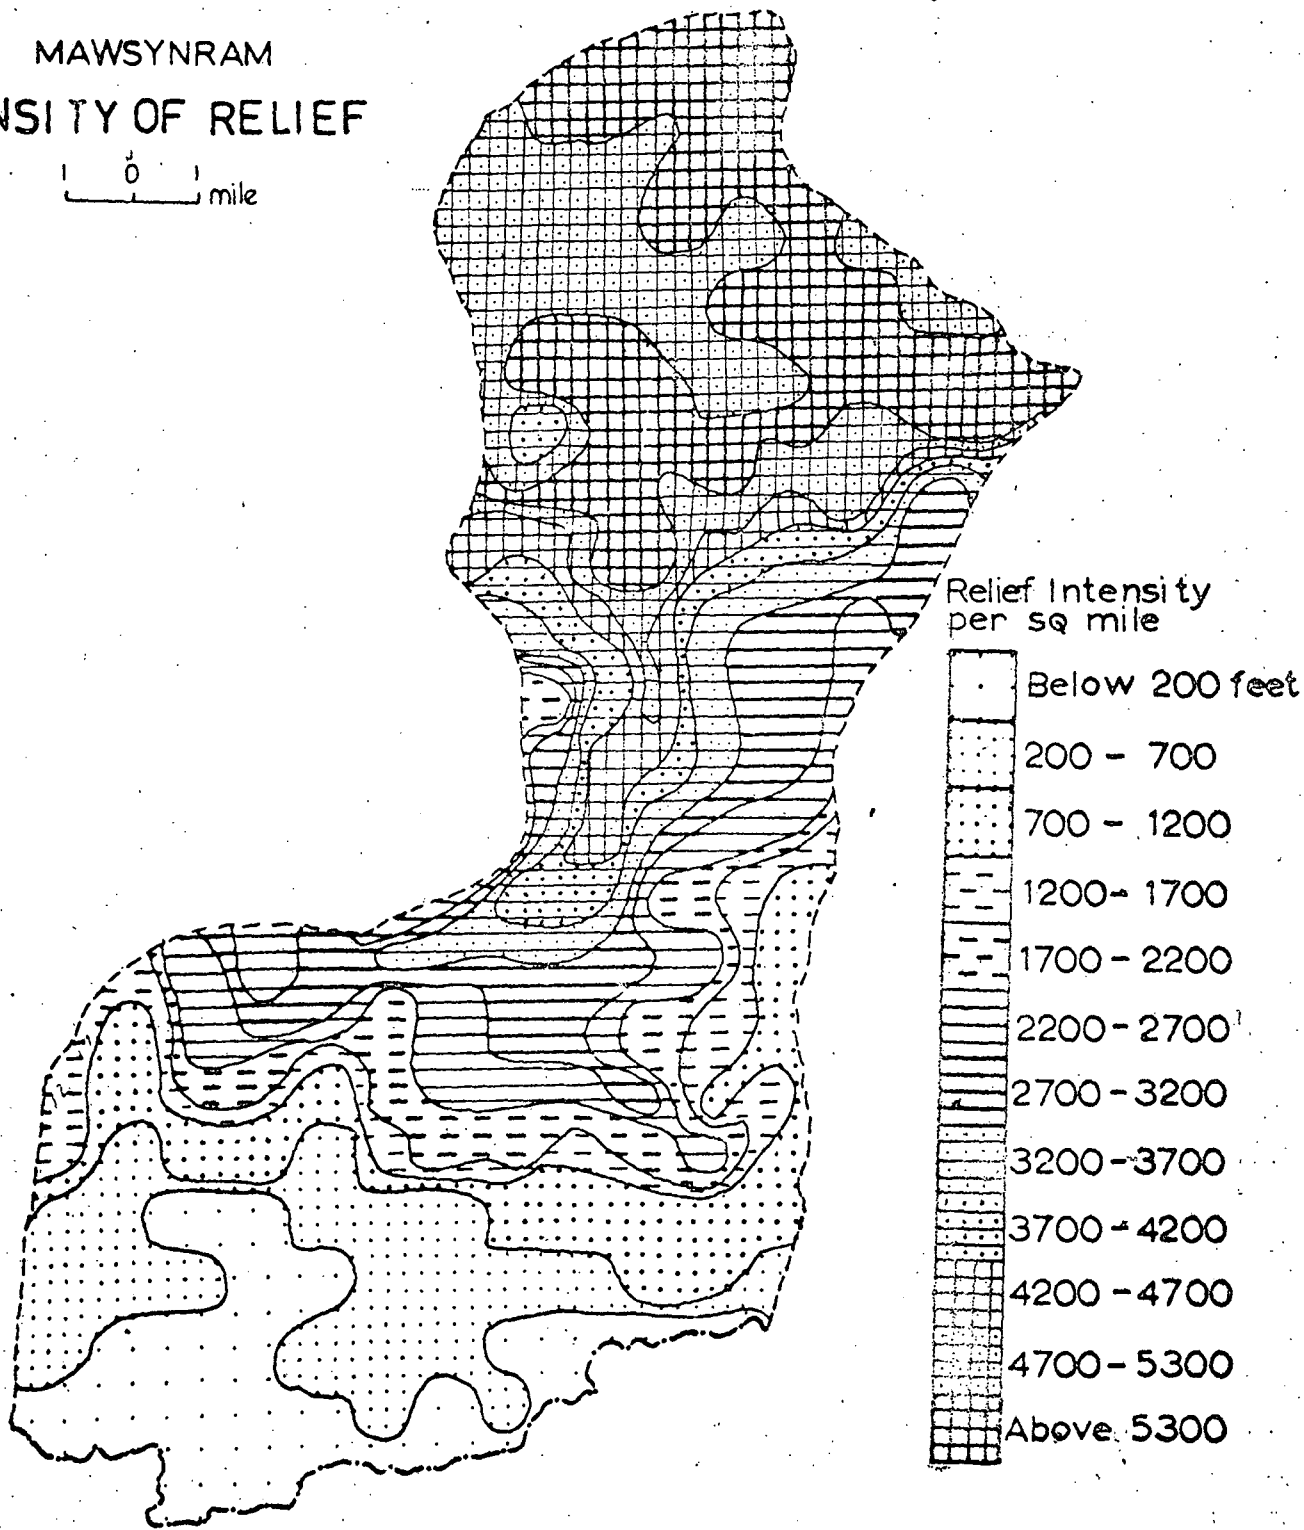 MAWSYNRAM
NSITY OF RELIEF
1 0 1 mile
Relief Intensity
per sq mile
Below 200 feet
200 - 700
700 - 1200
1200- 1700
1700 - 2200
2200 - 2700
2700 - 3200
3200 - 3700
3700 - 4200
4200 - 4700
4700 - 5300
Above 5300